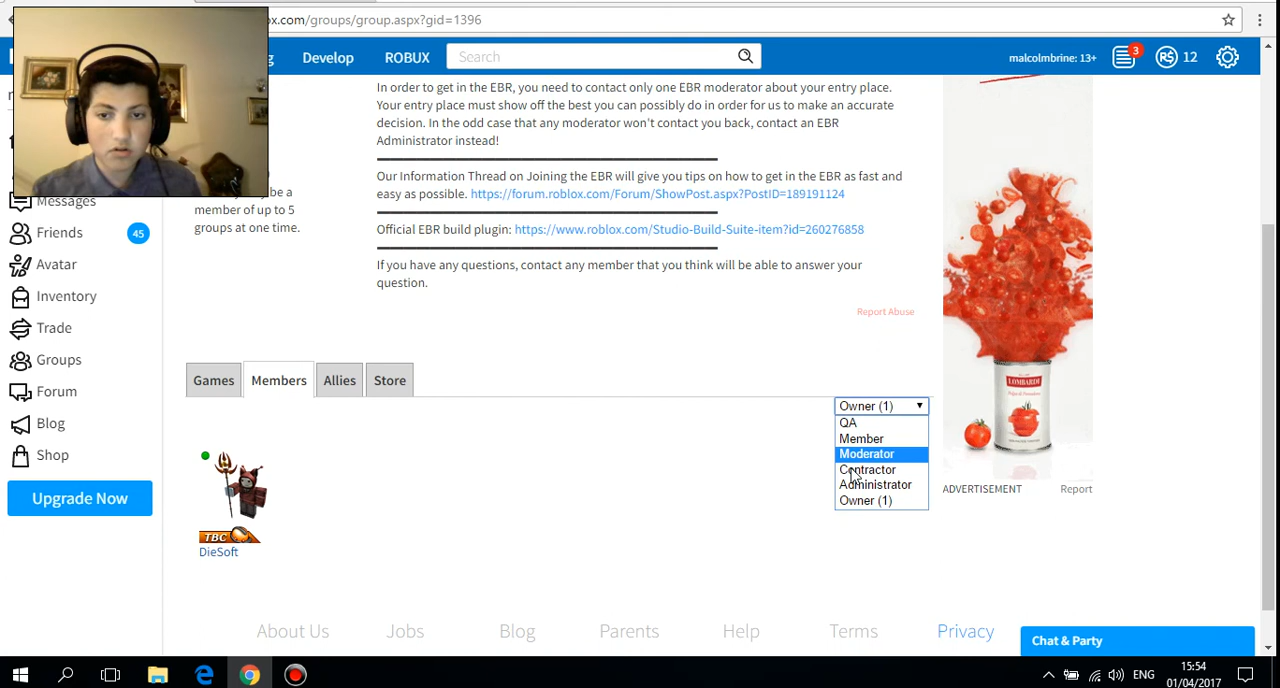 ox.com/groups/group.aspx?gid=1396
Develop
ROBUX
Search
malcolmbrine: 13+
3
R$
12
In order to get in the EBR, you need to contact only one EBR moderator about your entry place.
Your entry place must show off the best you can possibly do in order for us to make an accurate
decision. In the odd case that any moderator won't contact you back, contact an EBR
Administrator instead!
Our Information Thread on Joining the EBR will give you tips on how to get in the EBR as fast and
easy as possible. https://forum.roblox.com/Forum/ShowPost.aspx?PostID=189191124
Official EBR build plugin: https://www.roblox.com/Studio-Build-Suite-item?id=260276858
If you have any questions, contact any member that you think will be able to answer your
question.
Report Abuse
be a
member of up to 5
groups at one time.
Messages
Friends
45
Avatar
Inventory
Trade
Groups
Forum
Blog
Shop
Upgrade Now
Games
Members
Allies
Store
Owner (1)
QA
Member
Moderator
Contractor
Administrator
Owner (1)
TBC
DieSoft
LOMBARDI
ADVERTISEMENT
Report
About Us
Jobs
Blog
Parents
Help
Terms
Privacy
Chat & Party
ENG
15:54
01/04/2017